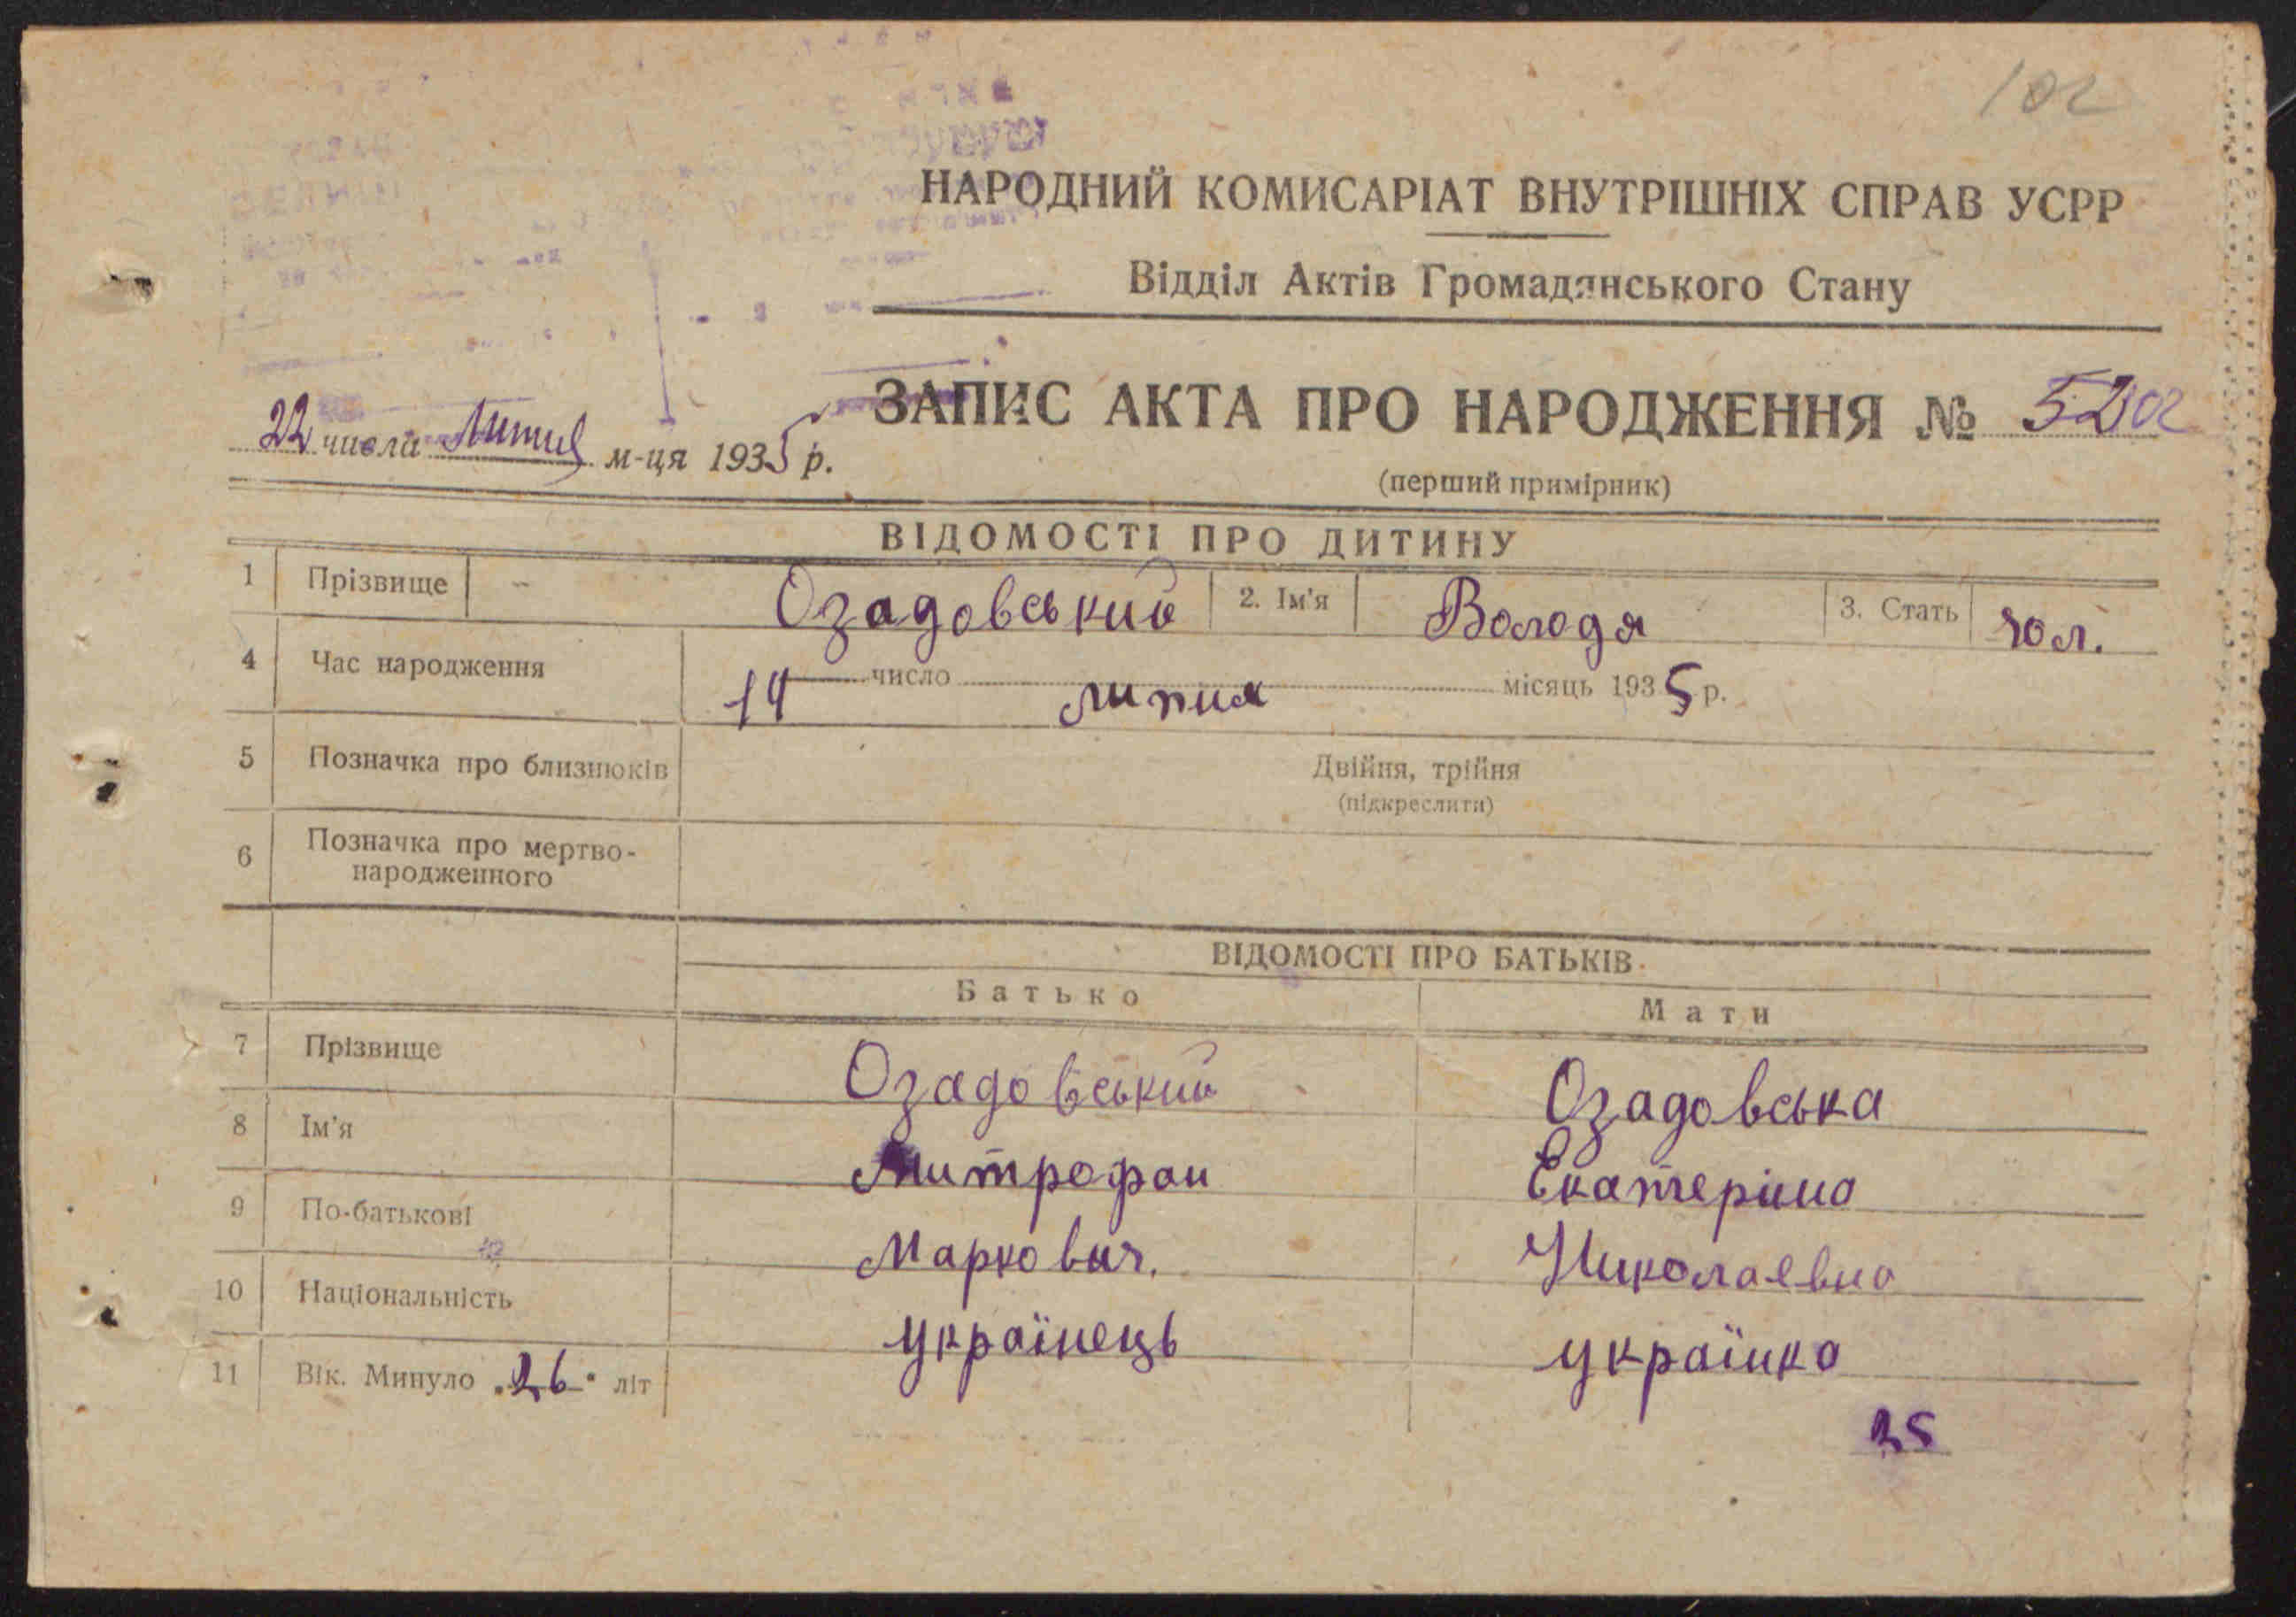 102
НАРОДНИЙ КОМИСАРІАТ ВНУТРІШНІХ СПРАВ УСРР
Відділ Актів Громадянського Стану
ЗАПИС АКТА ПРО НАРОДЖЕННЯ №
22 числа Липня м-ця 1935 р.
(перший примірник)
ВІДОМОСТІ ПРО ДИТИНУ
1 Прізвище Озадовський 2. Ім'я Володя 3. Стать чол.
4 Час народження 14 число липня місяць 1935 р.
5 Позначка про близнюків Двійня, трійня
(підкреслити)
6 Позначка про мертво-
народженного
ВІДОМОСТІ ПРО БАТЬКІВ
Батько Мати
7 Прізвище Озадовський Озадовська
8 Ім'я Митрофан Екатеріна
9 По-батькові Маркович. Николаевна
10 Національність українець українка
11 Вік. Минуло 26 літ 25